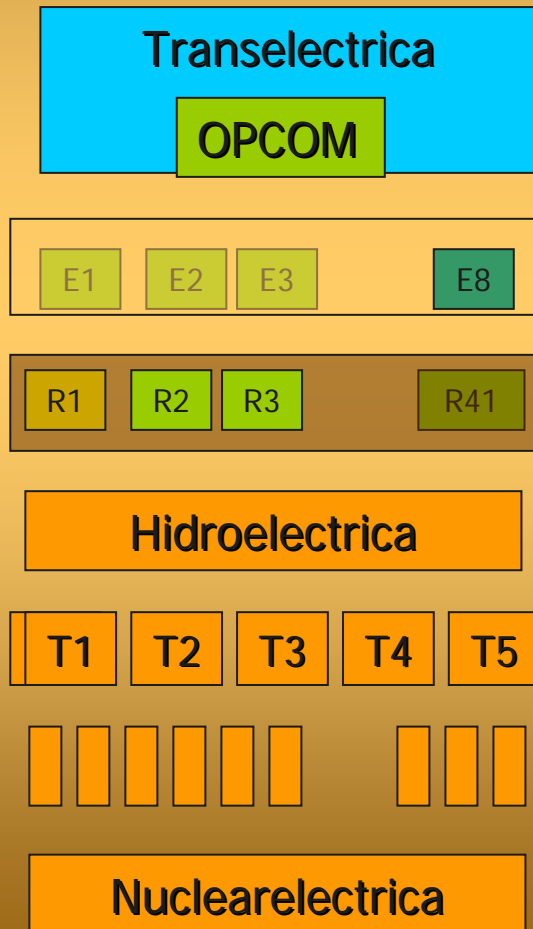 Transelectrica
OPCOM
E1 E2 E3 E8
R1 R2 R3 R41
Hidroelectrica
T1 T2 T3 T4 T5
Nuclearelectrica